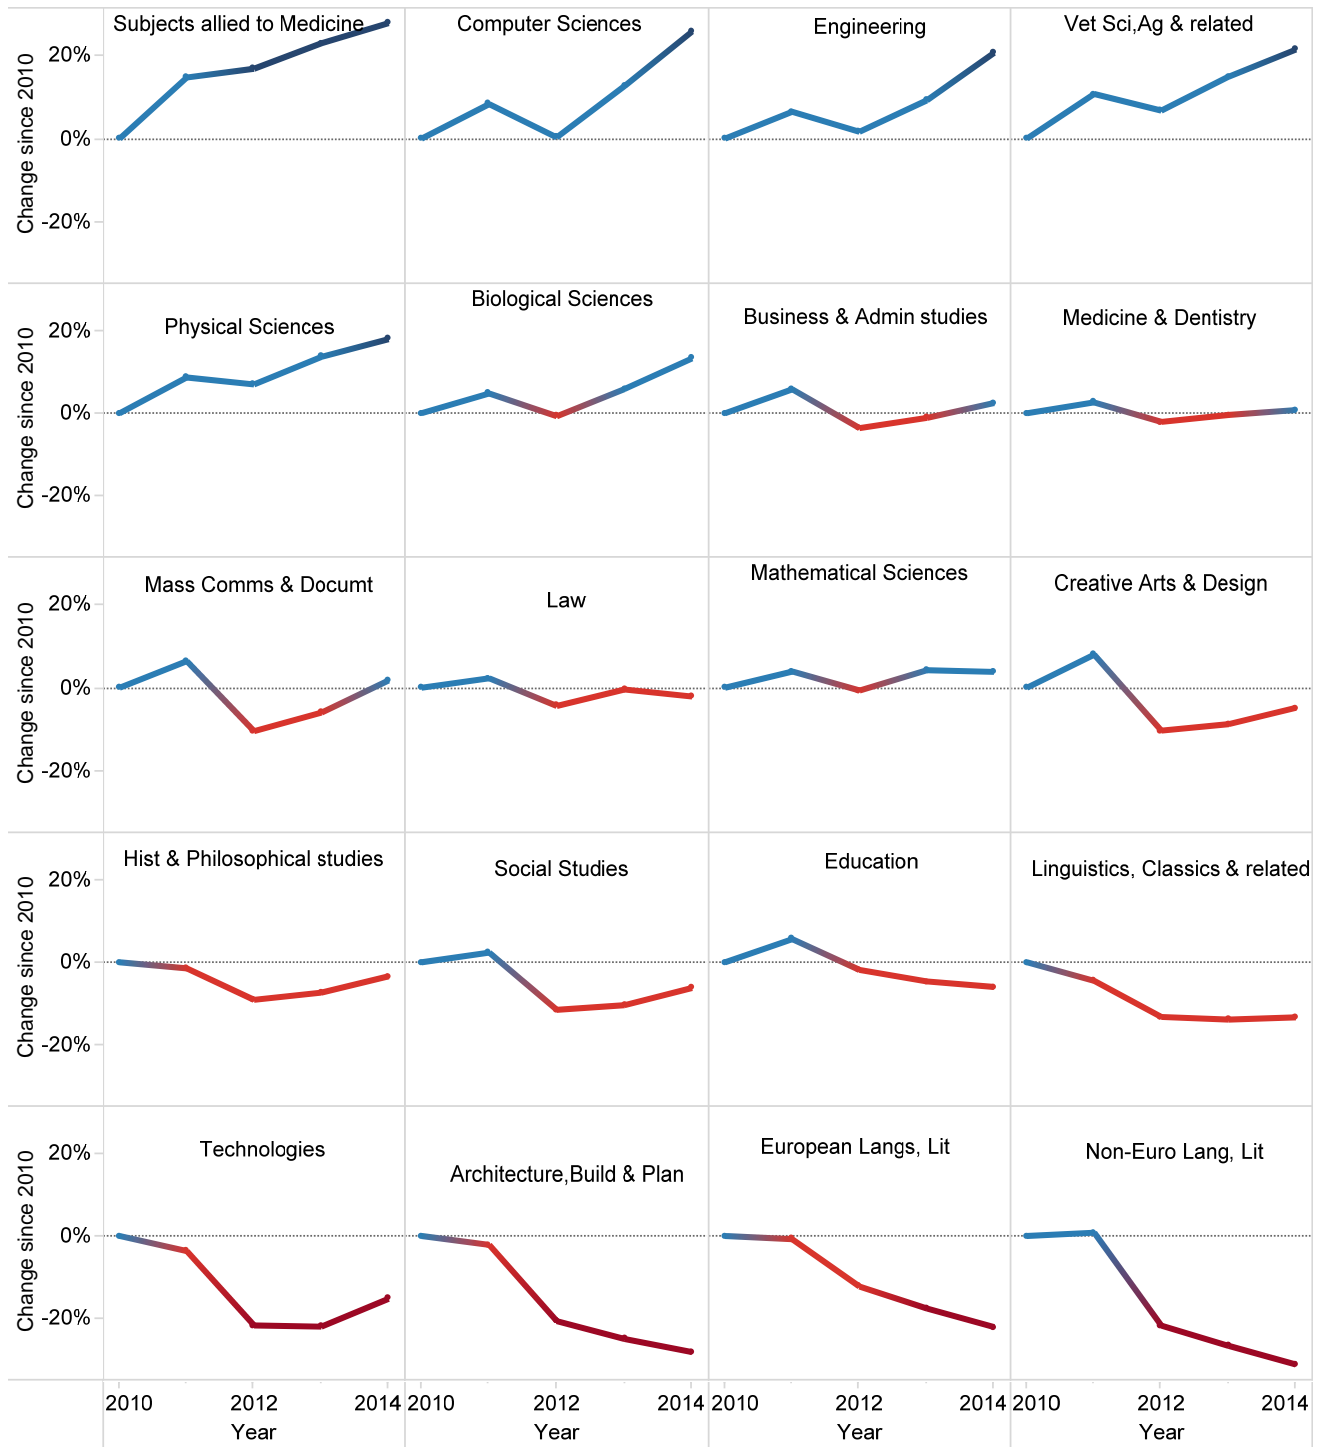 Subjects allied to Medicine
Computer Sciences
Engineering
Vet Sci,Ag & related
20%
0%
-20%
Change since 2010
Physical Sciences
Biological Sciences
Business & Admin studies
Medicine & Dentistry
20%
0%
-20%
Change since 2010
Mass Comms & Documt
Law
Mathematical Sciences
Creative Arts & Design
20%
0%
-20%
Change since 2010
Hist & Philosophical studies
Social Studies
Education
Linguistics, Classics & related
20%
0%
-20%
Change since 2010
Technologies
Architecture,Build & Plan
European Langs, Lit
Non-Euro Lang, Lit
20%
0%
-20%
Change since 2010
2010 2012 2014
2010 2012 2014
2010 2012 2014
2010 2012 2014
Year
Year
Year
Year